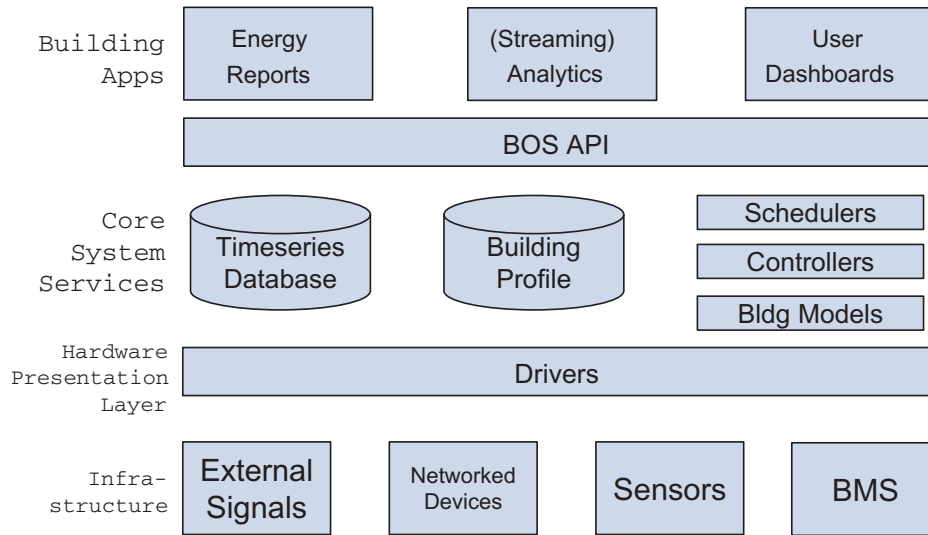 Building
Apps
Energy
Reports
(Streaming)
Analytics
User
Dashboards
BOS API
Core
System
Services
Timeseries
Database
Building
Profile
Schedulers
Controllers
Bldg Models
Hardware
Presentation
Layer
Drivers
Infra-
structure
External
Signals
Networked
Devices
Sensors
BMS